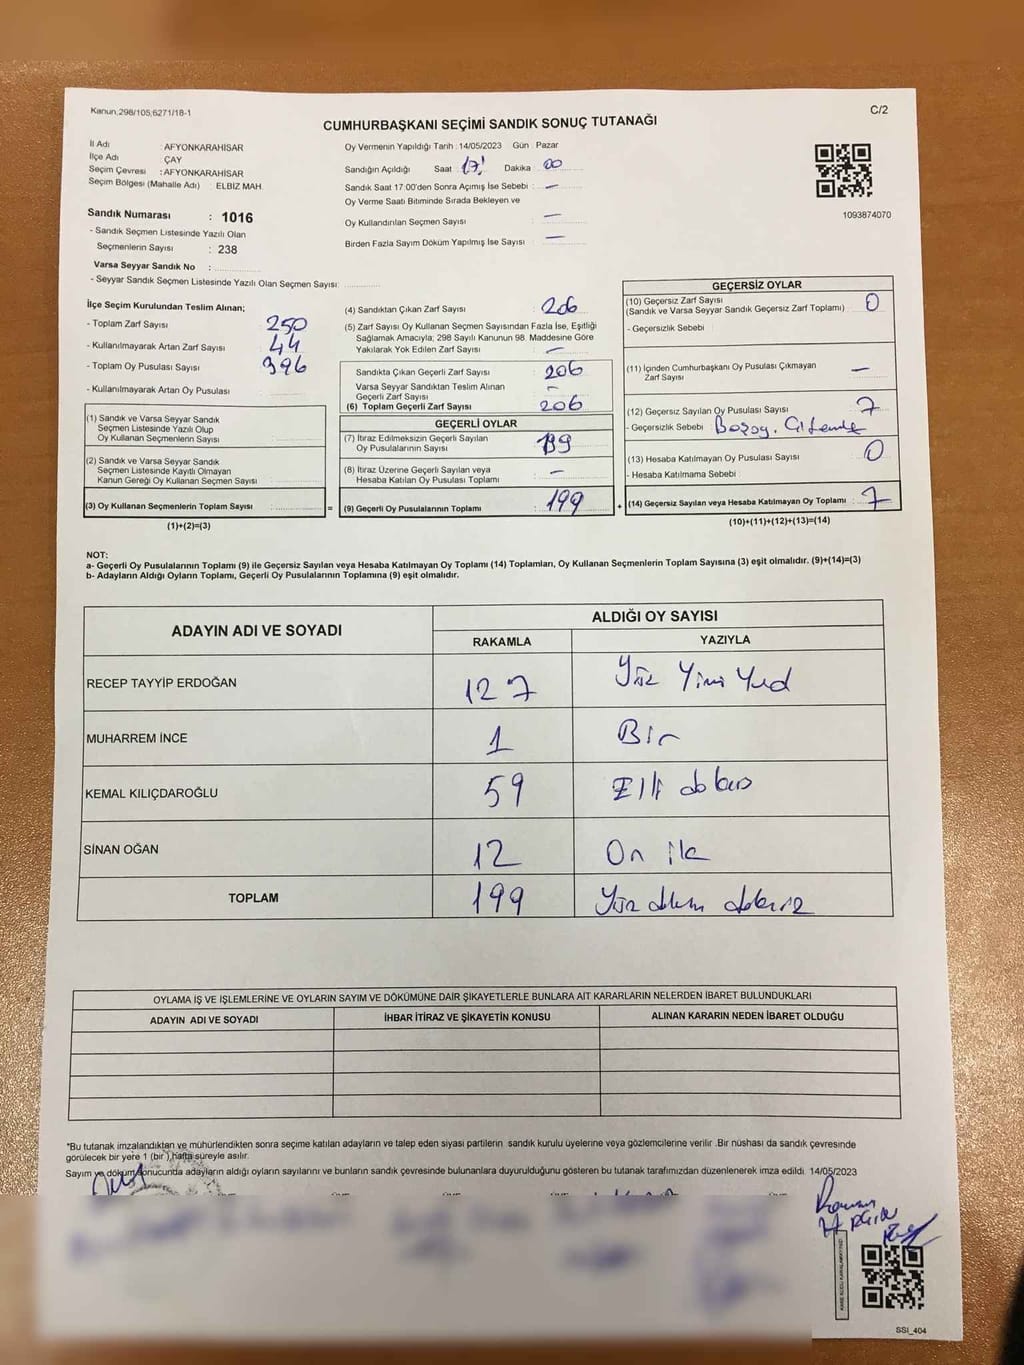 Kanun,298/105;6271/18-1
C/2
CUMHURBAŞKANI SEÇİMİ SANDIK SONUÇ TUTANAĞI
İl Adı : AFYONKARAHİSAR
İlçe Adı : ÇAY
Seçim Çevresi : AFYONKARAHİSAR
Seçim Bölgesi (Mahalle Adı) : ELBİZ MAH.
Sandık Numarası : 1016
- Sandık Seçmen Listesinde Yazılı Olan
Seçmenlerin Sayısı : 238
Varsa Seyyar Sandık No :
- Seyyar Sandık Seçmen Listesinde Yazılı Olan Seçmen Sayısı:
Oy Vermenin Yapıldığı Tarih : 14/05/2023 Gün : Pazar
Sandığın Açıldığı Saat : 17 Dakika : 00
Sandık Saat 17:00'den Sonra Açımış İse Sebebi : —
Oy Verme Saati Bitiminde Sırada Bekleyen ve
Oy Kullandırılan Seçmen Sayısı : —
Birden Fazla Sayım Döküm Yapılmış İse Sayısı : —
1093874070
İlçe Seçim Kurulundan Teslim Alınan;
- Toplam Zarf Sayısı : 250
- Kullanılmayarak Artan Zarf Sayısı : 44
- Toplam Oy Pusulası Sayısı : 396
- Kullanılmayarak Artan Oy Pusulası :
(1) Sandık ve Varsa Seyyar Sandık
Seçmen Listesinde Yazılı Olup
Oy Kullanan Seçmenlerin Sayısı :
(2) Sandık ve Varsa Seyyar Sandık
Seçmen Listesinde Kayıtlı Olmayan
Kanun Gereği Oy Kullanan Seçmen Sayısı :
(3) Oy Kullanan Seçmenlerin Toplam Sayısı :
(1)+(2)=(3)
=
(4) Sandıktan Çıkan Zarf Sayısı : 206
(5) Zarf Sayısı Oy Kullanan Seçmen Sayısından Fazla İse, Eşitliği
Sağlamak Amacıyla; 298 Sayılı Kanunun 98. Maddesine Göre
Yakılarak Yok Edilen Zarf Sayısı : —
Sandıkta Çıkan Geçerli Zarf Sayısı : 206
Varsa Seyyar Sandıktan Teslim Alınan
Geçerli Zarf Sayısı : —
(6) Toplam Geçerli Zarf Sayısı : 206
GEÇERLİ OYLAR
(7) İtiraz Edilmeksizin Geçerli Sayılan
Oy Pusulalarının Sayısı : 199
(8) İtiraz Üzerine Geçerli Sayılan veya
Hesaba Katılan Oy Pusulası Toplamı : —
(9) Geçerli Oy Pusulalarının Toplamı : 199
+
GEÇERSİZ OYLAR
(10) Geçersiz Zarf Sayısı
(Sandık ve Varsa Seyyar Sandık Geçersiz Zarf Toplamı) : 0
- Geçersizlik Sebebi
(11) İçinden Cumhurbaşkanı Oy Pusulası Çıkmayan
Zarf Sayısı : —
(12) Geçersiz Sayılan Oy Pusulası Sayısı : 7
- Geçersizlik Sebebi :
(13) Hesaba Katılmayan Oy Pusulası Sayısı : 0
- Hesaba Katılmama Sebebi :
(14) Geçersiz Sayılan veya Hesaba Katılmayan Oy Toplamı : 7
(10)+(11)+(12)+(13)=(14)
NOT:
a- Geçerli Oy Pusulalarının Toplamı (9) ile Geçersiz Sayılan veya Hesaba Katılmayan Oy Toplamı (14) Toplamları, Oy Kullanan Seçmenlerin Toplam Sayısına (3) eşit olmalıdır. (9)+(14)=(3)
b- Adayların Aldığı Oyların Toplamı, Geçerli Oy Pusulalarının Toplamına (9) eşit olmalıdır.
ADAYIN ADI VE SOYADI
ALDIĞI OY SAYISI
RAKAMLA YAZIYLA
RECEP TAYYİP ERDOĞAN 127 Yüz Yirmi Yedi
MUHARREM İNCE 1 Bir
KEMAL KILIÇDAROĞLU 59 Elli dokuz
SİNAN OĞAN 12 On iki
TOPLAM 199 Yüz doksan dokuz
OYLAMA İŞ VE İŞLEMLERİNE VE OYLARIN SAYIM VE DÖKÜMÜNE DAİR ŞİKAYETLERLE BUNLARA AİT KARARLARIN NELERDEN İBARET BULUNDUKLARI
ADAYIN ADI VE SOYADI İHBAR İTİRAZ VE ŞİKAYETİN KONUSU ALINAN KARARIN NEDEN İBARET OLDUĞU
*Bu tutanak imzalandıktan ve mühürlendikten sonra seçime katılan adayların ve talep eden siyasi partilerin sandık kurulu üyelerine veya gözlemcilerine verilir .Bir nüshası da sandık çevresinde
görülecek bir yere 1 (bir ) hafta süreyle asılır.
Sayım ve döküm sonucunda adayların aldığı oyların sayılarını ve bunların sandık çevresinde bulunanlara duyurulduğunu gösteren bu tutanak tarafımızdan düzenlenerek imza edildi. 14/05/2023
SSI_404